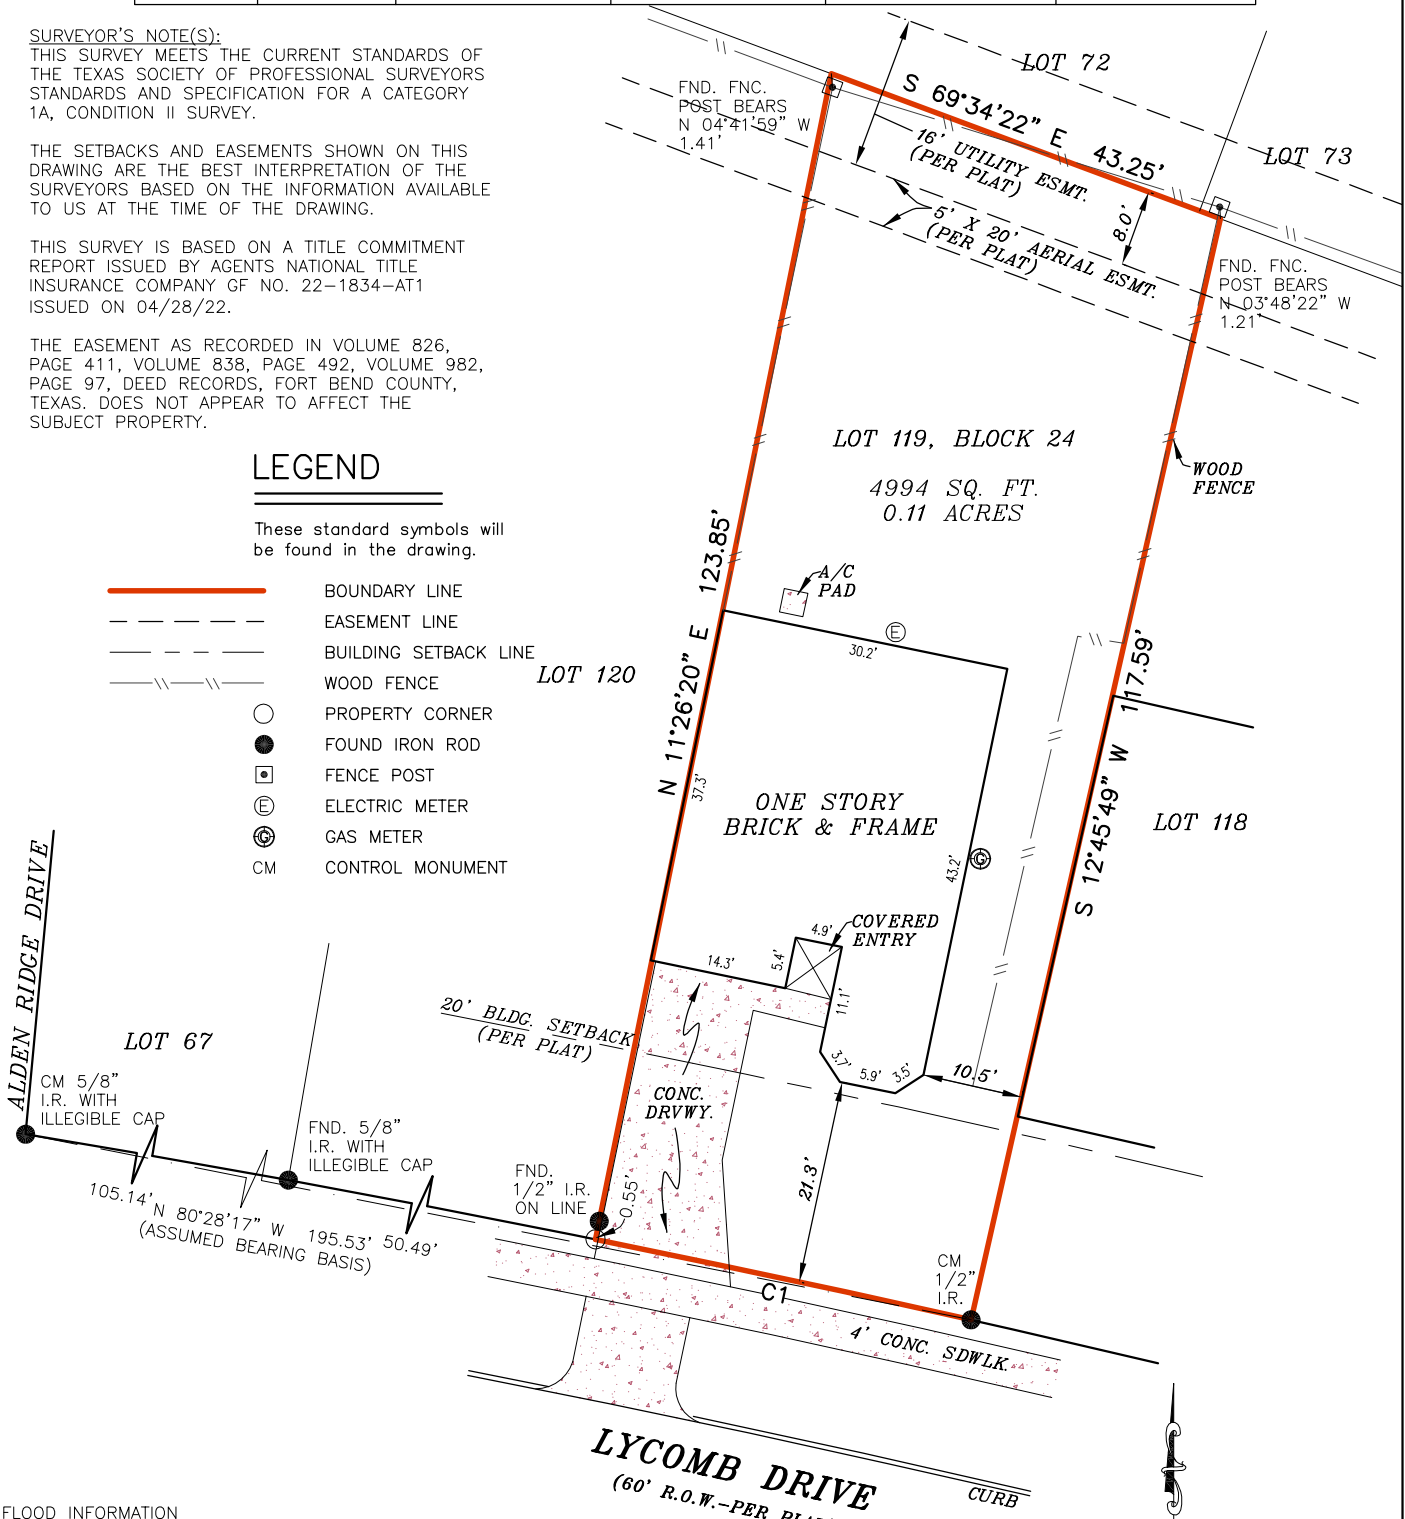 SURVEYOR'S NOTE(S):
THIS SURVEY MEETS THE CURRENT STANDARDS OF
THE TEXAS SOCIETY OF PROFESSIONAL SURVEYORS
STANDARDS AND SPECIFICATION FOR A CATEGORY
1A, CONDITION II SURVEY.
THE SETBACKS AND EASEMENTS SHOWN ON THIS
DRAWING ARE THE BEST INTERPRETATION OF THE
SURVEYORS BASED ON THE INFORMATION AVAILABLE
TO US AT THE TIME OF THE DRAWING.
THIS SURVEY IS BASED ON A TITLE COMMITMENT
REPORT ISSUED BY AGENTS NATIONAL TITLE
INSURANCE COMPANY GF NO. 22-1834-AT1
ISSUED ON 04/28/22.
THE EASEMENT AS RECORDED IN VOLUME 826,
PAGE 411, VOLUME 838, PAGE 492, VOLUME 982,
PAGE 97, DEED RECORDS, FORT BEND COUNTY,
TEXAS. DOES NOT APPEAR TO AFFECT THE
SUBJECT PROPERTY.
LEGEND
These standard symbols will
be found in the drawing.
BOUNDARY LINE
EASEMENT LINE
BUILDING SETBACK LINE
WOOD FENCE
PROPERTY CORNER
FOUND IRON ROD
FENCE POST
E ELECTRIC METER
G GAS METER
CM CONTROL MONUMENT
LOT 72
LOT 73
FND. FNC.
POST BEARS
N 04°41'59" W
1.41'
S 69°34'22" E 43.25'
16' UTILITY ESMT.
(PER PLAT)
5' X 20' AERIAL ESMT.
(PER PLAT)
8.0'
FND. FNC.
POST BEARS
N 03°48'22" W
1.21'
LOT 119, BLOCK 24
4994 SQ. FT.
0.11 ACRES
WOOD
FENCE
A/C
PAD
E
30.2'
N 11°26'20" E 123.85'
S 12°45'49" W 117.59'
LOT 120
LOT 118
37.3'
ONE STORY
BRICK & FRAME
43.2'
G
COVERED
ENTRY
4.9'
5.4'
14.3'
11.1'
3.7'
5.9'
3.5'
10.5'
20' BLDG. SETBACK
(PER PLAT)
CONC.
DRVWY.
21.3'
ALDEN RIDGE DRIVE
LOT 67
CM 5/8"
I.R. WITH
ILLEGIBLE CAP
FND. 5/8"
I.R. WITH
ILLEGIBLE CAP
FND.
1/2" I.R.
ON LINE
0.55'
105.14'
N 80°28'17" W 195.53' 50.49'
(ASSUMED BEARING BASIS)
C1
CM
1/2"
I.R.
4' CONC. SDWLK.
LYCOMB DRIVE
(60' R.O.W.-PER PLAT)
CURB
FLOOD INFORMATION